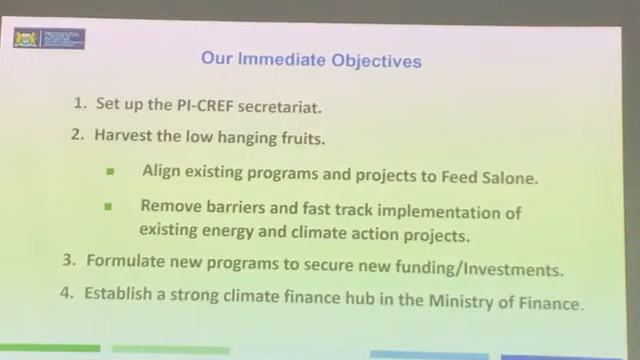 PRESIDENTIAL
INITIATIVE
Our Immediate Objectives
1. Set up the PI-CREF secretariat.
2. Harvest the low hanging fruits.
Align existing programs and projects to Feed Salone.
Remove barriers and fast track implementation of
existing energy and climate action projects.
3. Formulate new programs to secure new funding/Investments.
4. Establish a strong climate finance hub in the Ministry of Finance.